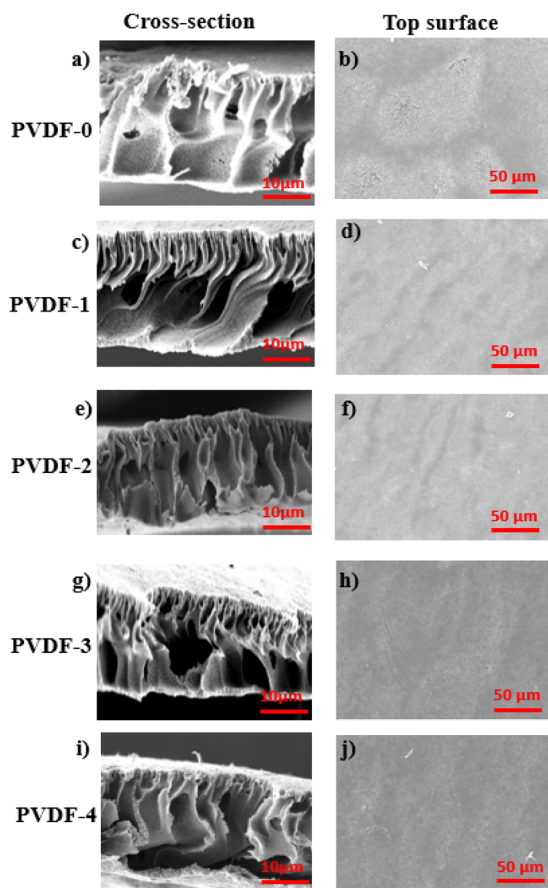 Cross-section Top surface
a) b)
PVDF-0
10μm 50 μm
c) d)
PVDF-1
10μm 50 μm
e) f)
PVDF-2
10μm 50 μm
g) h)
PVDF-3
10μm 50 μm
i) j)
PVDF-4
10μm 50 μm